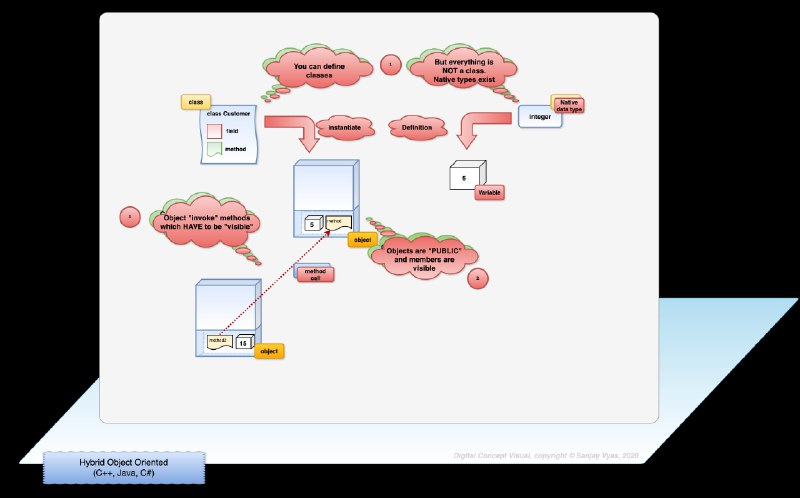 You can define
classes
1
But everything is
NOT a class.
Native types exist
class
class Customer
field
method
Instantiate
Definition
Native
data type
integer
5
Variable
5
method
object
3
Object "invoke" methods
which HAVE to be "visible"
Objects are "PUBLIC"
and members are
visible
2
method
call
15
object
Digital Concept Visual, copyright © Sanjay Vyas, 2020
Hybrid Object Oriented
(C++, Java, C#)